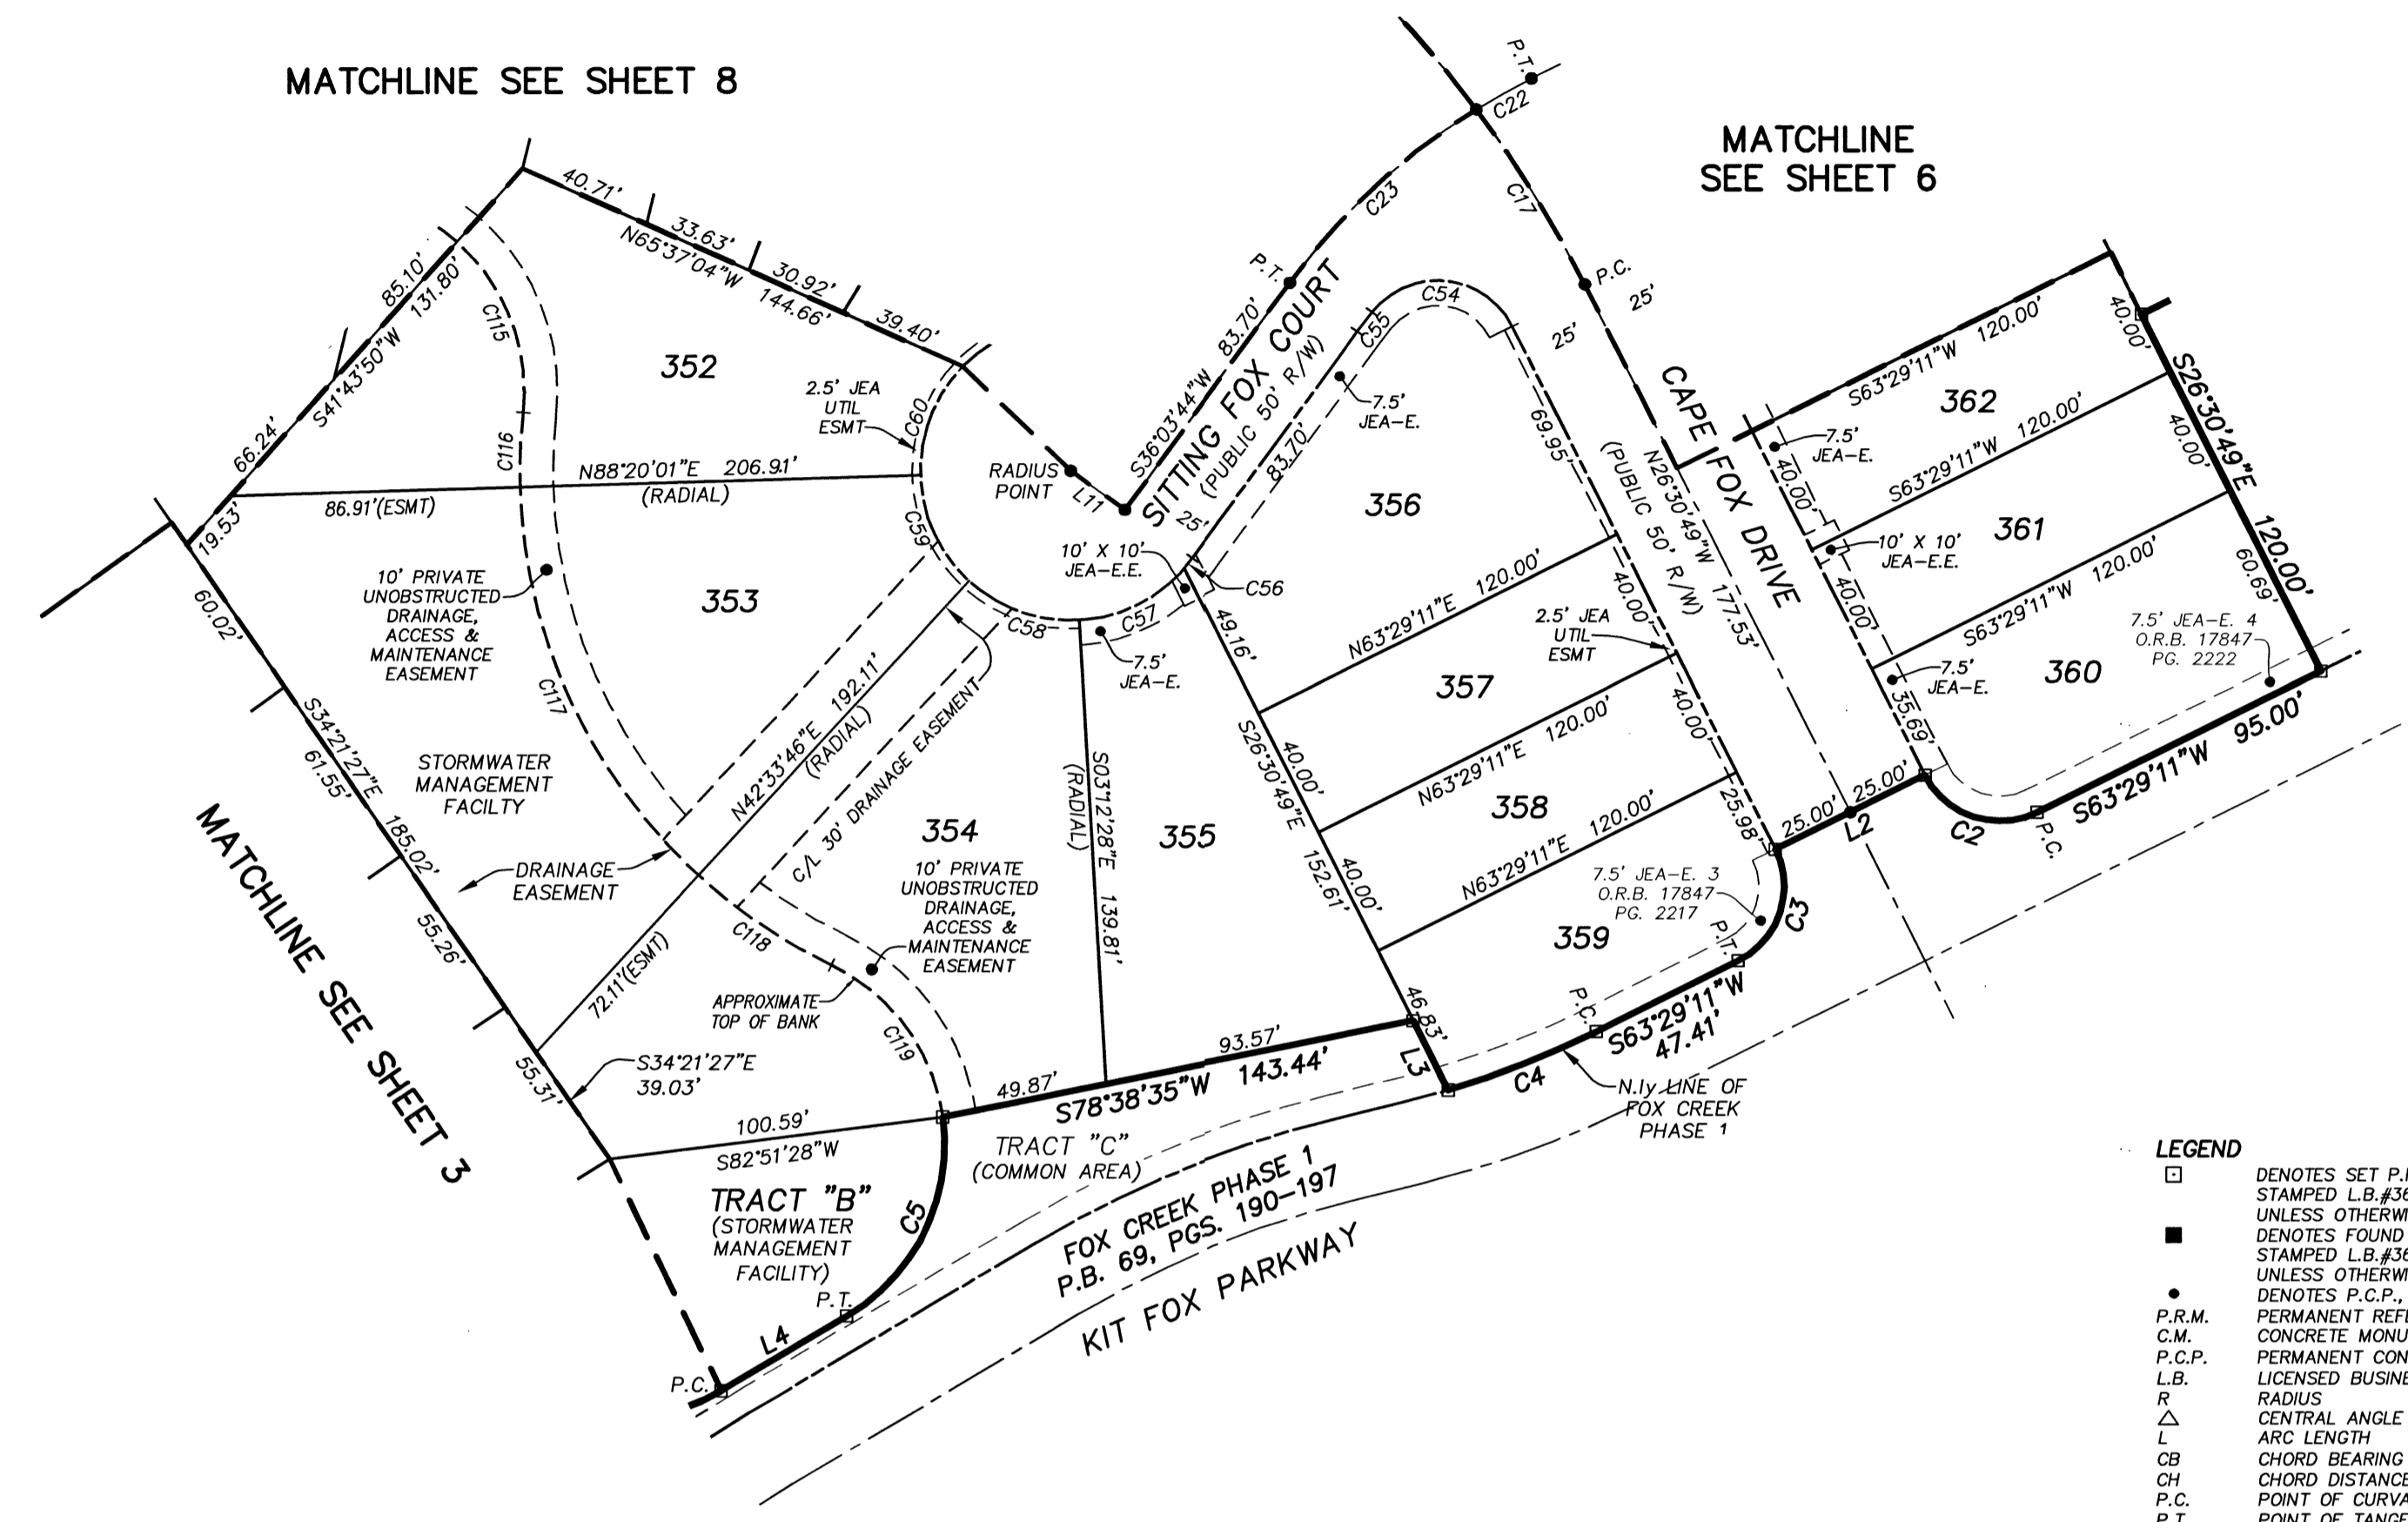 MATCHLINE SEE SHEET 8
MATCHLINE
SEE SHEET 6
MATCHLINE SEE SHEET 3
40.71'
33.63'
N65°37'04"W
30.92'
144.66'
39.40'
85.10'
131.80'
S41°43'50"W
66.24'
19.53'
C115
C116
C117
C118
C119
352
2.5' JEA
UTIL
ESMT
C60
C59
C58
C57
C56
N88°20'01"E 206.91'
(RADIAL)
86.91'(ESMT)
RADIUS
POINT
L11
P.T.
C22
C23
C17
P.T.
P.C.
25'
25'
S36°03'44"W 83.70'
SITTING FOX COURT
(PUBLIC 50' R/W)
25'
83.70'
C55
C54
7.5'
JEA-E.
69.95'
356
10' X 10'
JEA-E.E.
10' PRIVATE
UNOBSTRUCTED
DRAINAGE,
ACCESS &
MAINTENANCE
EASEMENT
353
60.02'
S34°21'27"E
61.55'
185.02'
55.26'
55.31'
STORMWATER
MANAGEMENT
FACILTY
DRAINAGE
EASEMENT
N42°33'46"E 192.11'
(RADIAL)
72.11'(ESMT)
C/L 30' DRAINAGE EASEMENT
354
10' PRIVATE
UNOBSTRUCTED
DRAINAGE,
ACCESS &
MAINTENANCE
EASEMENT
APPROXIMATE
TOP OF BANK
7.5'
JEA-E.
S03°12'28"E 139.81'
(RADIAL)
355
49.16'
S26°30'49"E 152.61'
40.00'
40.00'
46.83'
N63°29'11"E 120.00'
357
2.5' JEA
UTIL
ESMT
40.00'
N63°29'11"E 120.00'
358
40.00'
N63°29'11"E 120.00'
25.98'
359
7.5' JEA-E. 3
O.R.B. 17847
PG. 2217
CAPE FOX DRIVE
N26°30'49"W 177.53'
(PUBLIC 50' R/W)
S63°29'11"W 120.00'
362
7.5'
JEA-E.
40.00'
40.00'
S26°30'49"E 120.00'
S63°29'11"W 120.00'
361
10' X 10'
JEA-E.E.
40.00'
40.00'
S63°29'11"W 120.00'
60.69'
360
7.5'
JEA-E.
35.69'
7.5' JEA-E. 4
O.R.B. 17847
PG. 2222
25.00'
25.00'
L2
C2
P.C.
S63°29'11"W 95.00'
C3
P.T.
P.C.
S63°29'11"W
47.41'
C4
L3
N.ly LINE OF
FOX CREEK
PHASE 1
S34°21'27"E
39.03'
100.59'
S82°51'28"W
49.87'
93.57'
S78°38'35"W 143.44'
TRACT "C"
(COMMON AREA)
TRACT "B"
(STORMWATER
MANAGEMENT
FACILITY)
C5
P.T.
L4
P.C.
FOX CREEK PHASE 1
P.B. 69, PGS. 190-197
KIT FOX PARKWAY
LEGEND
DENOTES SET
STAMPED
UNLESS
DENOTES FOUND
STAMPED
UNLESS
DENOTES P.C.P.,
P.R.M. PERMANENT
C.M. CONCRETE
P.C.P. PERMANENT
L.B. LICENSED
R RADIUS
△ CENTRAL ANGLE
L ARC LENGTH
CB CHORD BEARING
CH CHORD
P.C. POINT OF
P.T. POINT OF